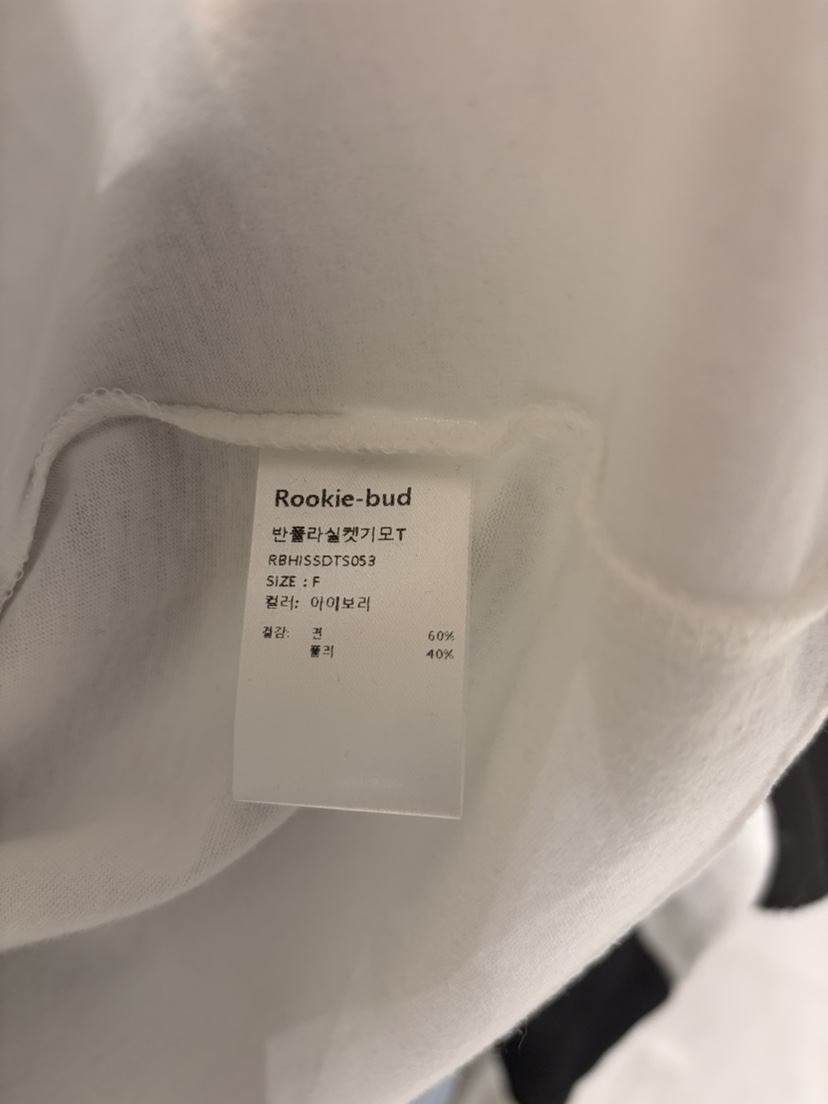 Rookie-bud
반폴라실켓기모T
RBHISSDTS053
SIZE : F
컬러: 아이보리
겉감: 면 60%
폴리 40%